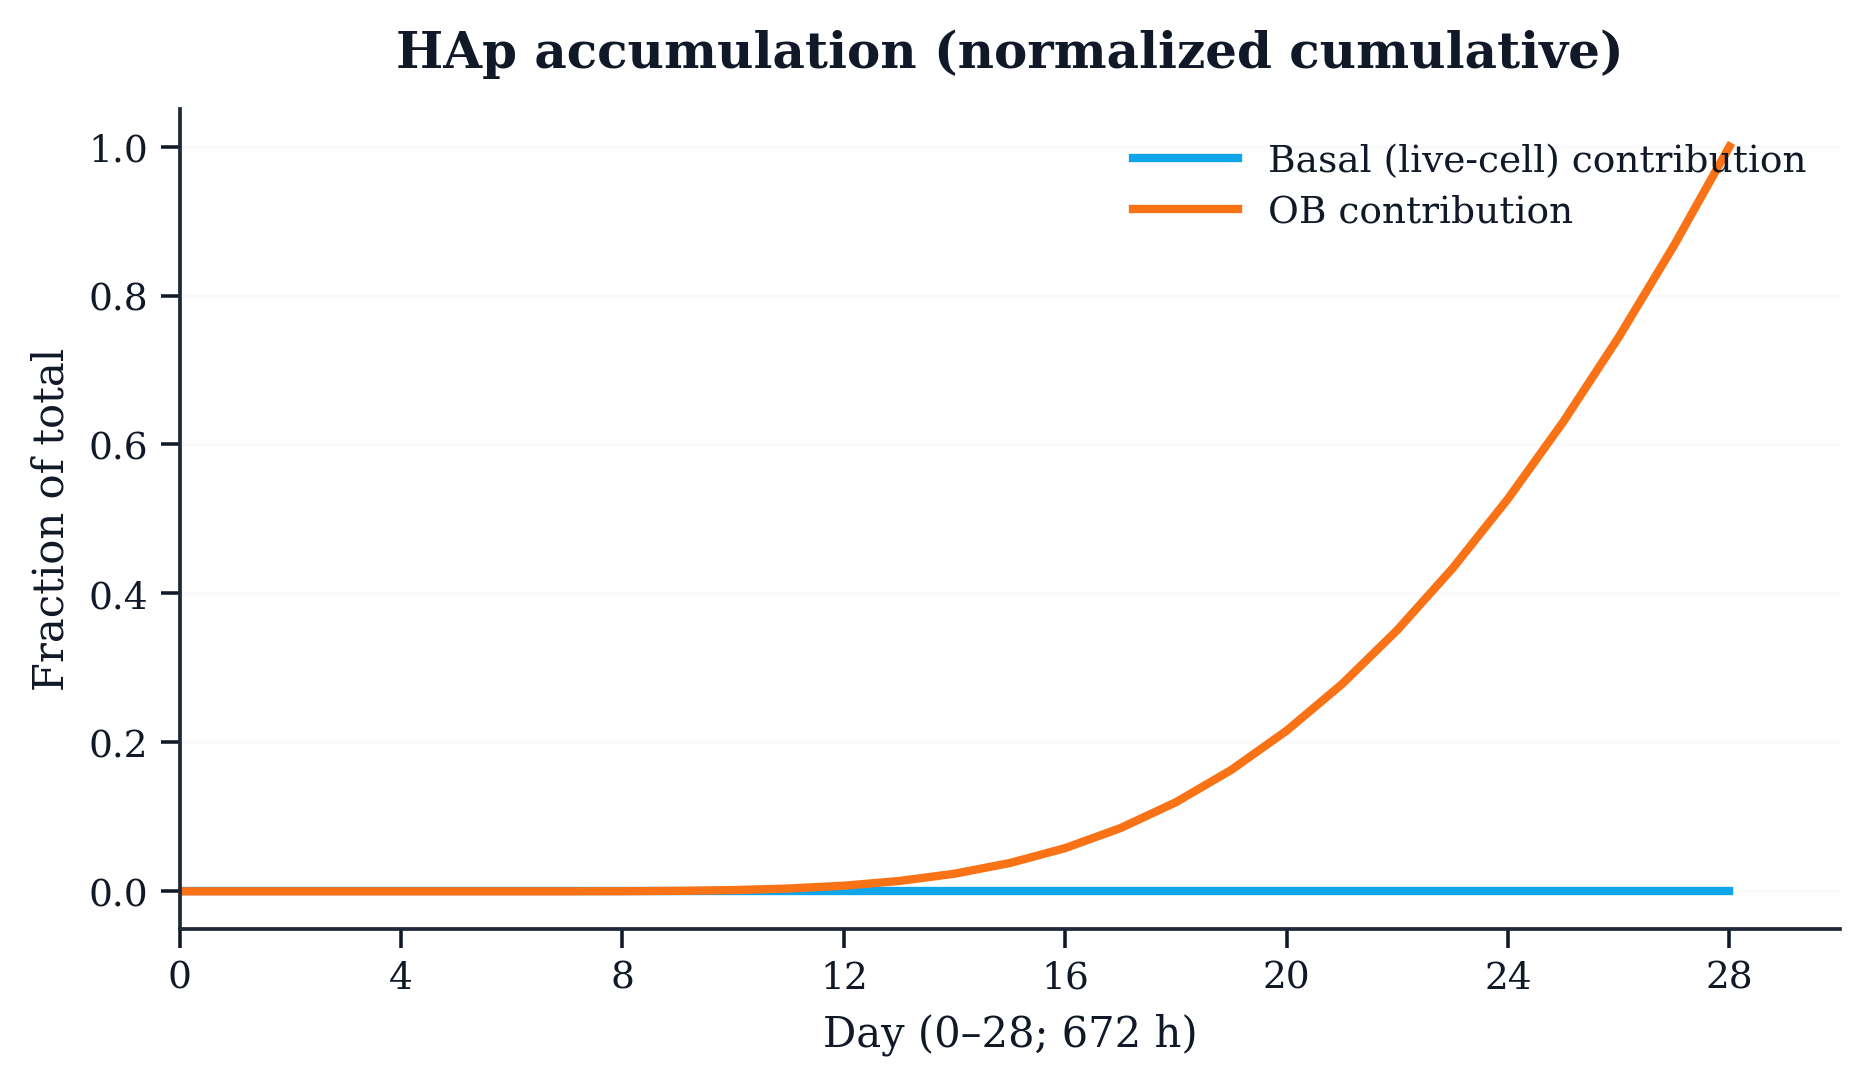 HAp accumulation (normalized cumulative)
Basal (live-cell) contribution
OB contribution
Fraction of total
1.0
0.8
0.6
0.4
0.2
0.0
0 4 8 12 16 20 24 28
Day (0–28; 672 h)